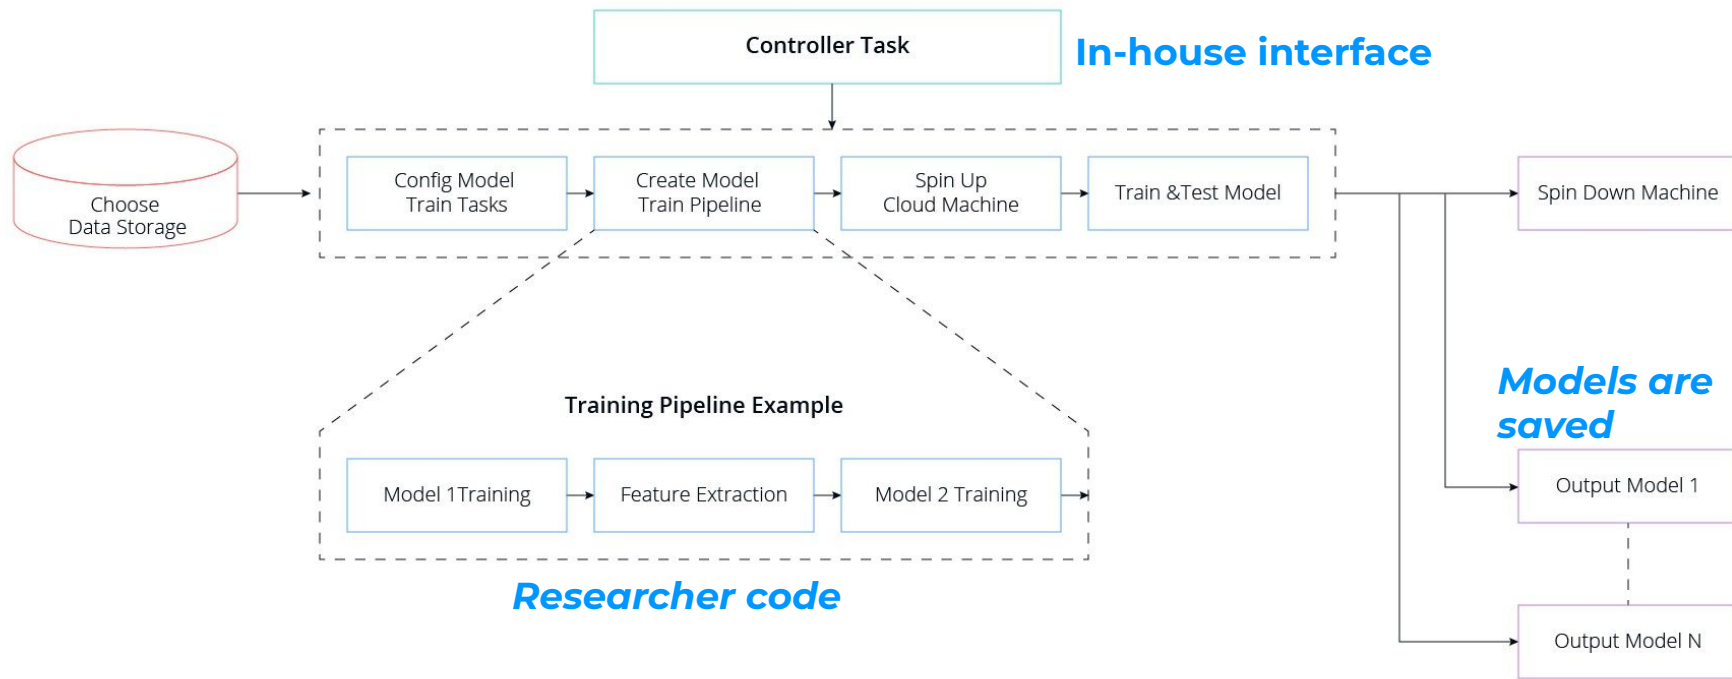 Controller Task
In-house interface
Choose
Data Storage
Config Model
Train Tasks
Create Model
Train Pipeline
Spin Up
Cloud Machine
Train &Test Model
Spin Down Machine
Training Pipeline Example
Model 1Training
Feature Extraction
Model 2 Training
Researcher code
Models are
saved
Output Model 1
Output Model N